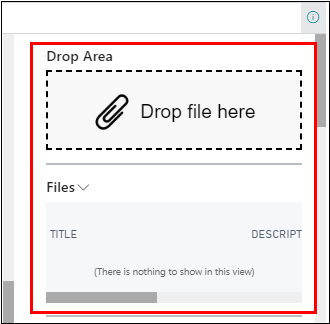 Drop Area
Drop file here
Files
TITLE DESCRIPT
(There is nothing to show in this view)